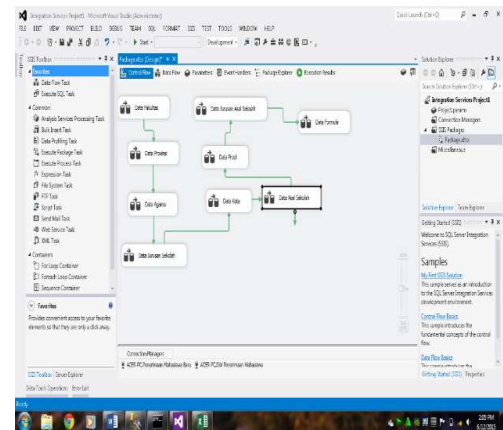 Integration Services Project1 - Microsoft Visual Studio (Administrator)
Quick Launch (Ctrl+Q)
FILE EDIT VIEW PROJECT BUILD DEBUG TEAM SQL FORMAT SSIS TEST TOOLS WINDOW HELP
Start
Development
SSIS Toolbox
Favorites
Data Flow Task
Execute SQL Task
Common
Analysis Services Processing Task
Bulk Insert Task
Data Profiling Task
Execute Package Task
Execute Process Task
Expression Task
File System Task
FTP Task
Script Task
Send Mail Task
Web Service Task
XML Task
Containers
For Loop Container
Foreach Loop Container
Sequence Container
Favorites
Provides convenient access to your favorite
elements so that they are only a click away.
SSIS Toolbox Server Explorer
Data Tools Operations Error List
Ready
Control Flow Data Flow Parameters Event Handlers Package Explorer Execution Results
Data Fakultas
Data Jurusan Asal Sekolah
Data Formulir
Data Provinsi
Data Prodi
Data Agama
Data Kota
Data Asal Sekolah
Data Jurusan Sekolah
Connection Managers
Solution Explorer
Search Solution Explorer (Ctrl+;)
Integration Services Project1
Project.params
Connection Managers
SSIS Packages
Package.dtsx
Miscellaneous
Solution Explorer Team Explorer
Getting Started (SSIS)
Welcome to SQL Server Integration
Services (SSIS).
Samples
My First SSIS Solution
This sample serves as an introduction
to the SQL Server Integration Services
development environment.
Control Flow Basics
This sample introduces the
fundamental concepts of the control
flow.
Data Flow Basics
Getting Started (SSIS) Properties